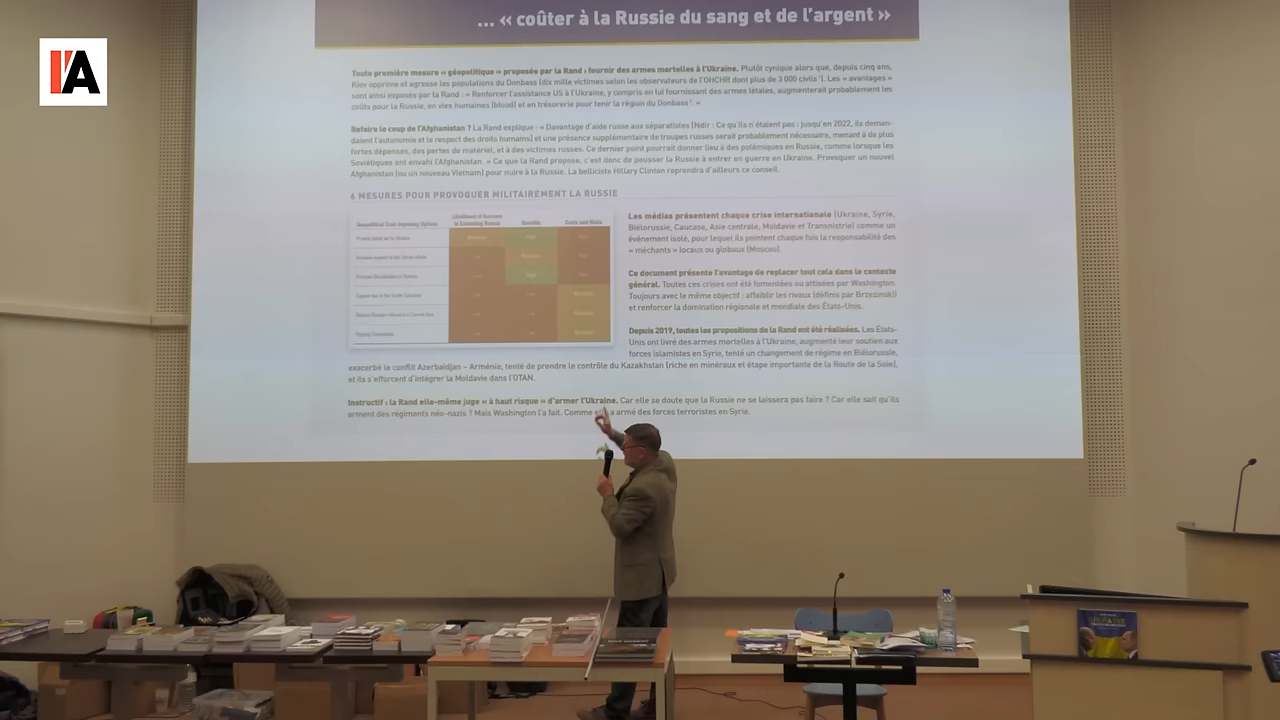 I'A
... « coûter à la Russie du sang et de l'argent »
Toute première mesure « géopolitique » proposée par la Rand : fournir des armes mortelles à l'Ukraine. Plutôt cynique alors que, depuis cinq ans,
Kiev opprime et agresse les populations du Donbass (dix mille victimes selon les observateurs de l'OHCHR dont plus de 3 000 civils ). Les « avantages »
sont ainsi exposés par la Rand : « Renforcer l'assistance US à l'Ukraine, y compris en lui fournissant des armes létales, augmenterait probablement les
coûts pour la Russie, en vies humaines (blood) et en trésorerie pour tenir la région du Donbass . »
Refaire le coup de l'Afghanistan ? La Rand explique : « Davantage d'aide russe aux séparatistes [Ndlr : Ce qu'ils n'étaient pas : jusqu'en 2022, ils deman-
daient l'autonomie et le respect des droits humains] et une présence supplémentaire de troupes russes serait probablement nécessaire, menant à de plus
fortes dépenses, des pertes de matériel, et à des victimes russes. Ce dernier point pourrait donner lieu à des polémiques en Russie, comme lorsque les
Soviétiques ont envahi l'Afghanistan. » Ce que la Rand propose, c'est donc de pousser la Russie à entrer en guerre en Ukraine. Provoquer un nouvel
Afghanistan (ou un nouveau Vietnam) pour nuire à la Russie. La belliciste Hillary Clinton reprendra d'ailleurs ce conseil.
6 MESURES POUR PROVOQUER MILITAIREMENT LA RUSSIE
Likelihood of Success
Geopolitical Cost-Imposing Options in Extending Russia Benefits Costs and Risks
Les médias présentent chaque crise internationale (Ukraine, Syrie,
Biélorussie, Caucase, Asie centrale, Moldavie et Transnistrie) comme un
événement isolé, pour lequel ils pointent chaque fois la responsabilité des
« méchants » locaux ou globaux (Moscou).
Ce document présente l'avantage de replacer tout cela dans le contexte
général. Toutes ces crises ont été fomentées ou attisées par Washington.
Toujours avec le même objectif : affaiblir les rivaux (définis par Brzezinski)
et renforcer la domination régionale et mondiale des États-Unis.
Depuis 2019, toutes les propositions de la Rand ont été réalisées. Les États-
Unis ont livré des armes mortelles à l'Ukraine, augmenté leur soutien aux
forces islamistes en Syrie, tenté un changement de régime en Biélorussie,
exacerbé le conflit Azerbaïdjan – Arménie, tenté de prendre le contrôle du Kazakhstan (riche en minéraux et étape importante de la Route de la Soie),
et ils s'efforcent d'intégrer la Moldavie dans l'OTAN.
Instructif : la Rand elle-même juge « à haut risque » d'armer l'Ukraine. Car elle se doute que la Russie ne se laissera pas faire ? Car elle sait qu'ils
arment des régiments néo-nazis ? Mais Washington l'a fait. Comme armé des forces terroristes en Syrie.
UKRAINE